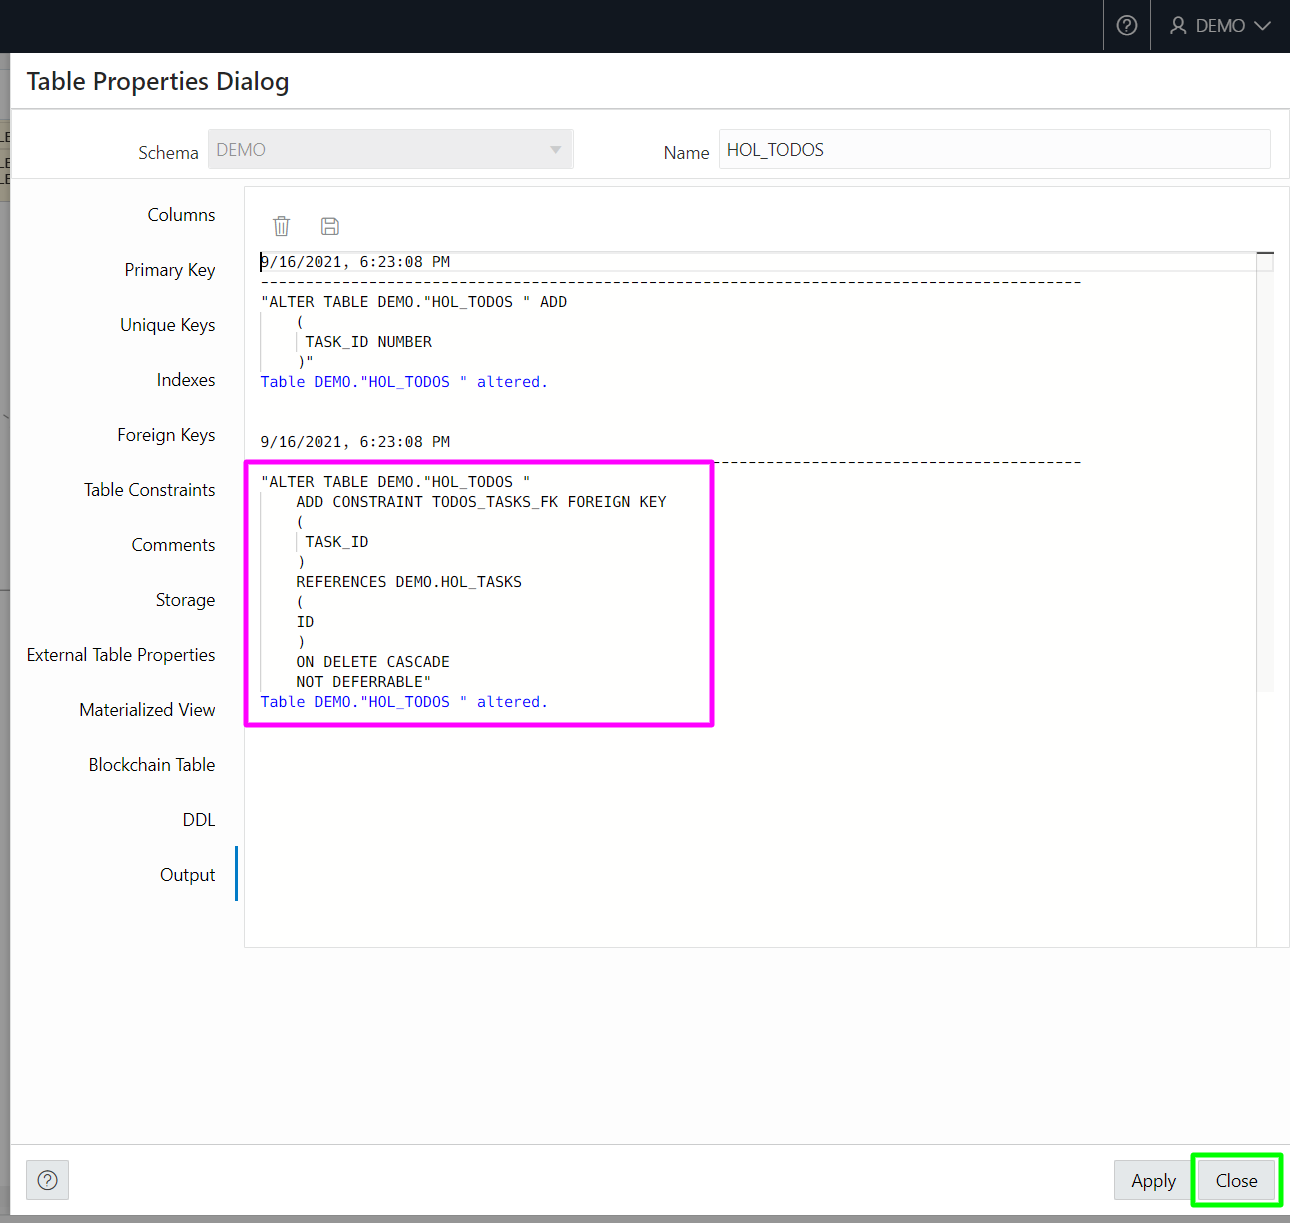 DEMO
Table Properties Dialog
Schema DEMO Name HOL_TODOS
Columns
Primary Key
Unique Keys
Indexes
Foreign Keys
Table Constraints
Comments
Storage
External Table Properties
Materialized View
Blockchain Table
DDL
Output
9/16/2021, 6:23:08 PM
-------------------------------------------------------------------------------------------
"ALTER TABLE DEMO."HOL_TODOS " ADD
(
TASK_ID NUMBER
)"
Table DEMO."HOL_TODOS " altered.
9/16/2021, 6:23:08 PM
-----------------------------------------
"ALTER TABLE DEMO."HOL_TODOS "
ADD CONSTRAINT TODOS_TASKS_FK FOREIGN KEY
(
TASK_ID
)
REFERENCES DEMO.HOL_TASKS
(
ID
)
ON DELETE CASCADE
NOT DEFERRABLE"
Table DEMO."HOL_TODOS " altered.
Apply Close